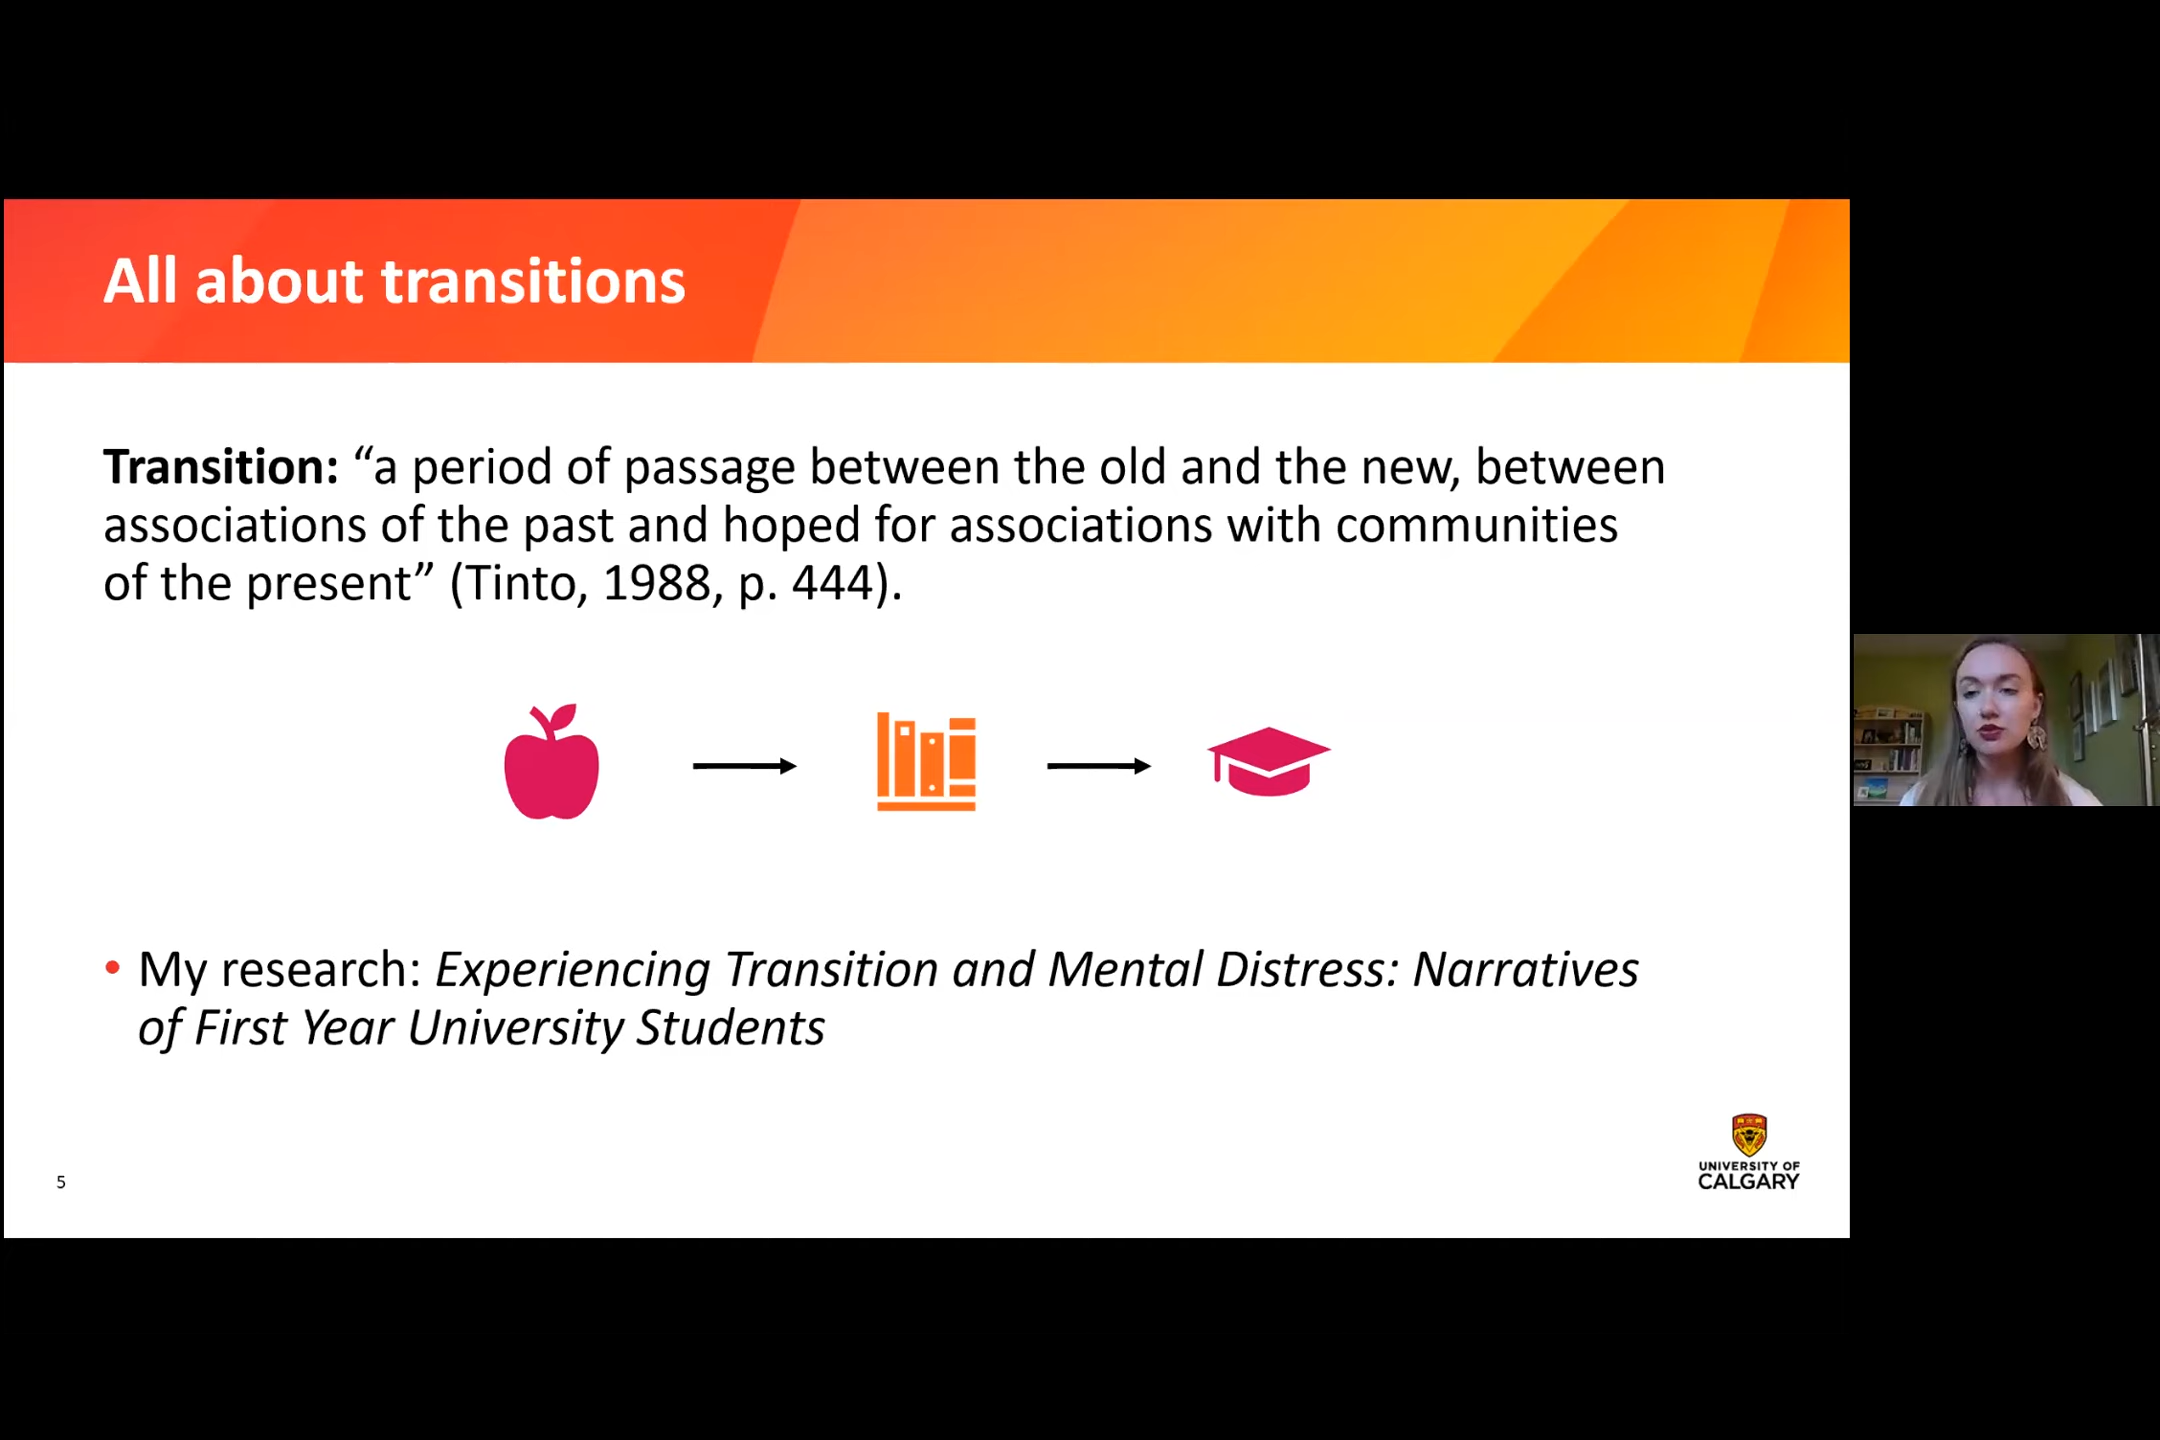 All about transitions
Transition: “a period of passage between the old and the new, between
associations of the past and hoped for associations with communities
of the present” (Tinto, 1988, p. 444).
• My research: Experiencing Transition and Mental Distress: Narratives
of First Year University Students
UNIVERSITY OF
CALGARY
5